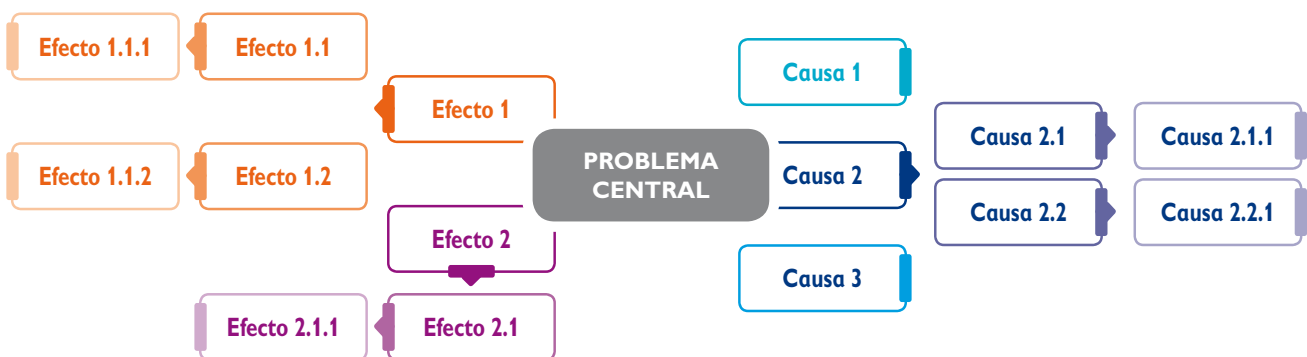 Efecto 1.1.1
Efecto 1.1
Efecto 1
Efecto 1.1.2
Efecto 1.2
Efecto 2
Efecto 2.1.1
Efecto 2.1
PROBLEMA
CENTRAL
Causa 1
Causa 2
Causa 2.1
Causa 2.1.1
Causa 2.2
Causa 2.2.1
Causa 3